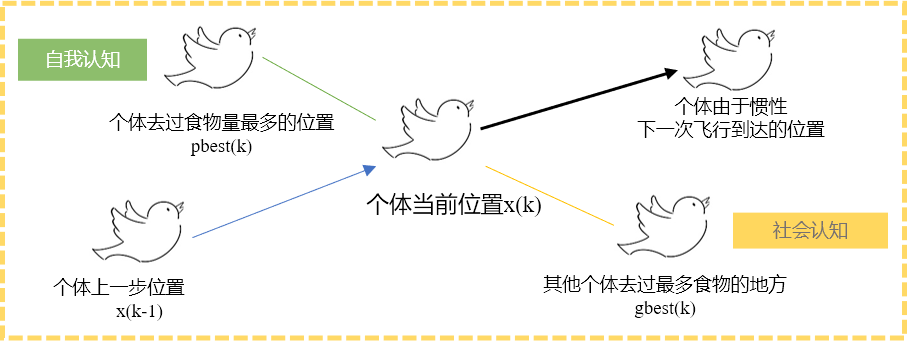 自我认知
个体去过食物量最多的位置
pbest(k)
个体由于惯性
下一次飞行到达的位置
个体当前位置x(k)
个体上一步位置
x(k-1)
社会认知
其他个体去过最多食物的地方
gbest(k)